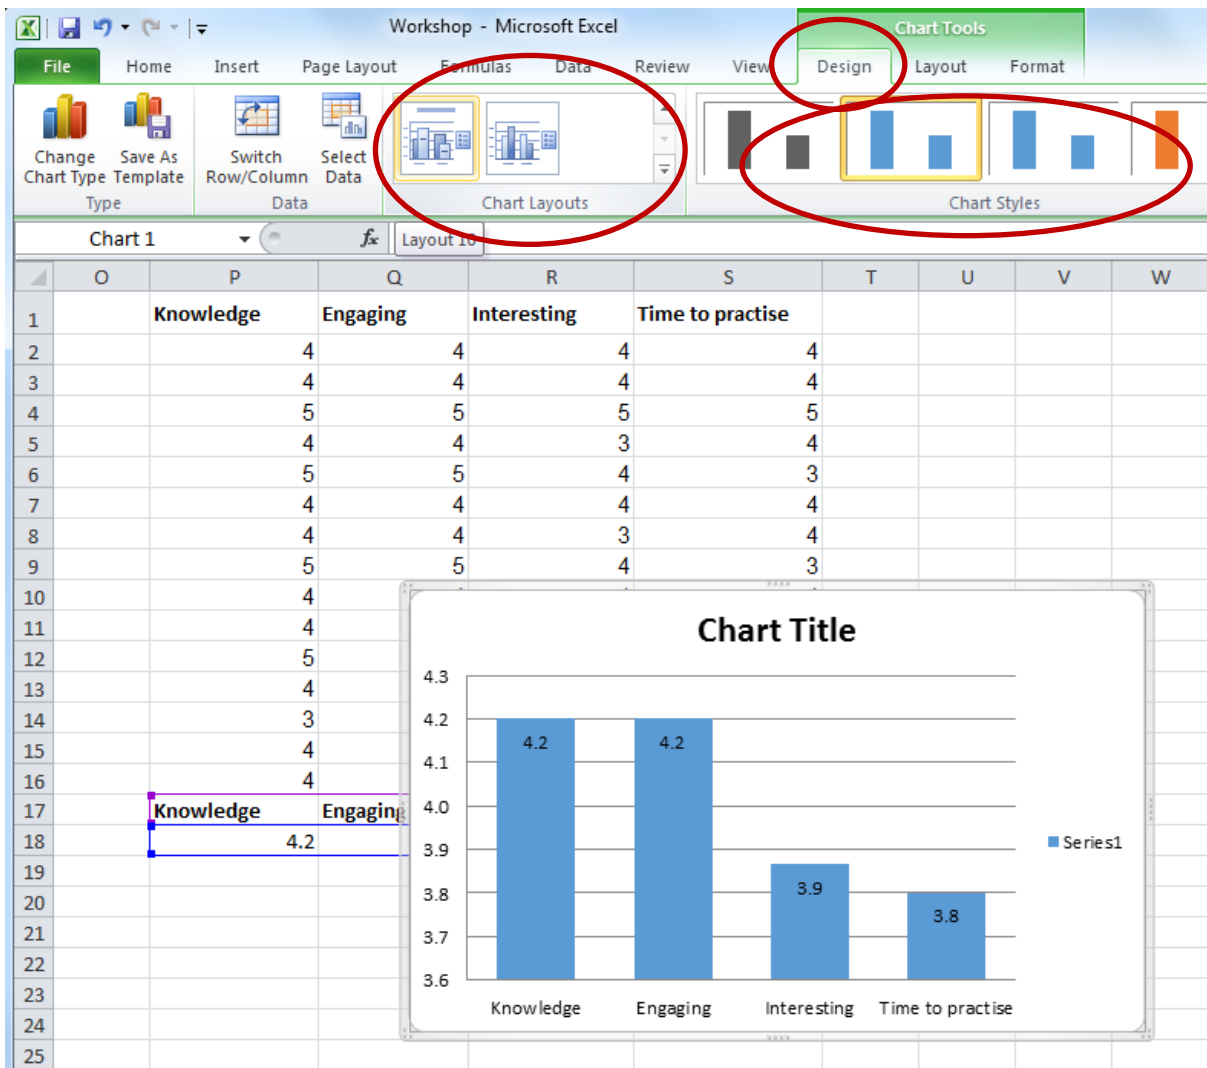 Workshop - Microsoft Excel
Chart Tools
File Home Insert Page Layout Formulas Data Review View Design Layout Format
Change Chart Type
Save As Template
Switch Row/Column
Select Data
Type Data Chart Layouts Chart Styles
Chart 1 fx Layout 10
O P Q R S T U V W
1 Knowledge Engaging Interesting Time to practise
2 4 4 4 4
3 4 4 4 4
4 5 5 5 5
5 4 4 3 4
6 5 5 4 3
7 4 4 4 4
8 4 4 3 4
9 5 5 4 3
10 4
11 4
12 5
13 4
14 3
15 4
16 4
17 Knowledge Engaging
18 4.2
19
20
21
22
23
24
25
Chart Title
4.3
4.2
4.1
4.0
3.9
3.8
3.7
3.6
4.2 4.2 3.9 3.8
Series1
Knowledge Engaging Interesting Time to practise